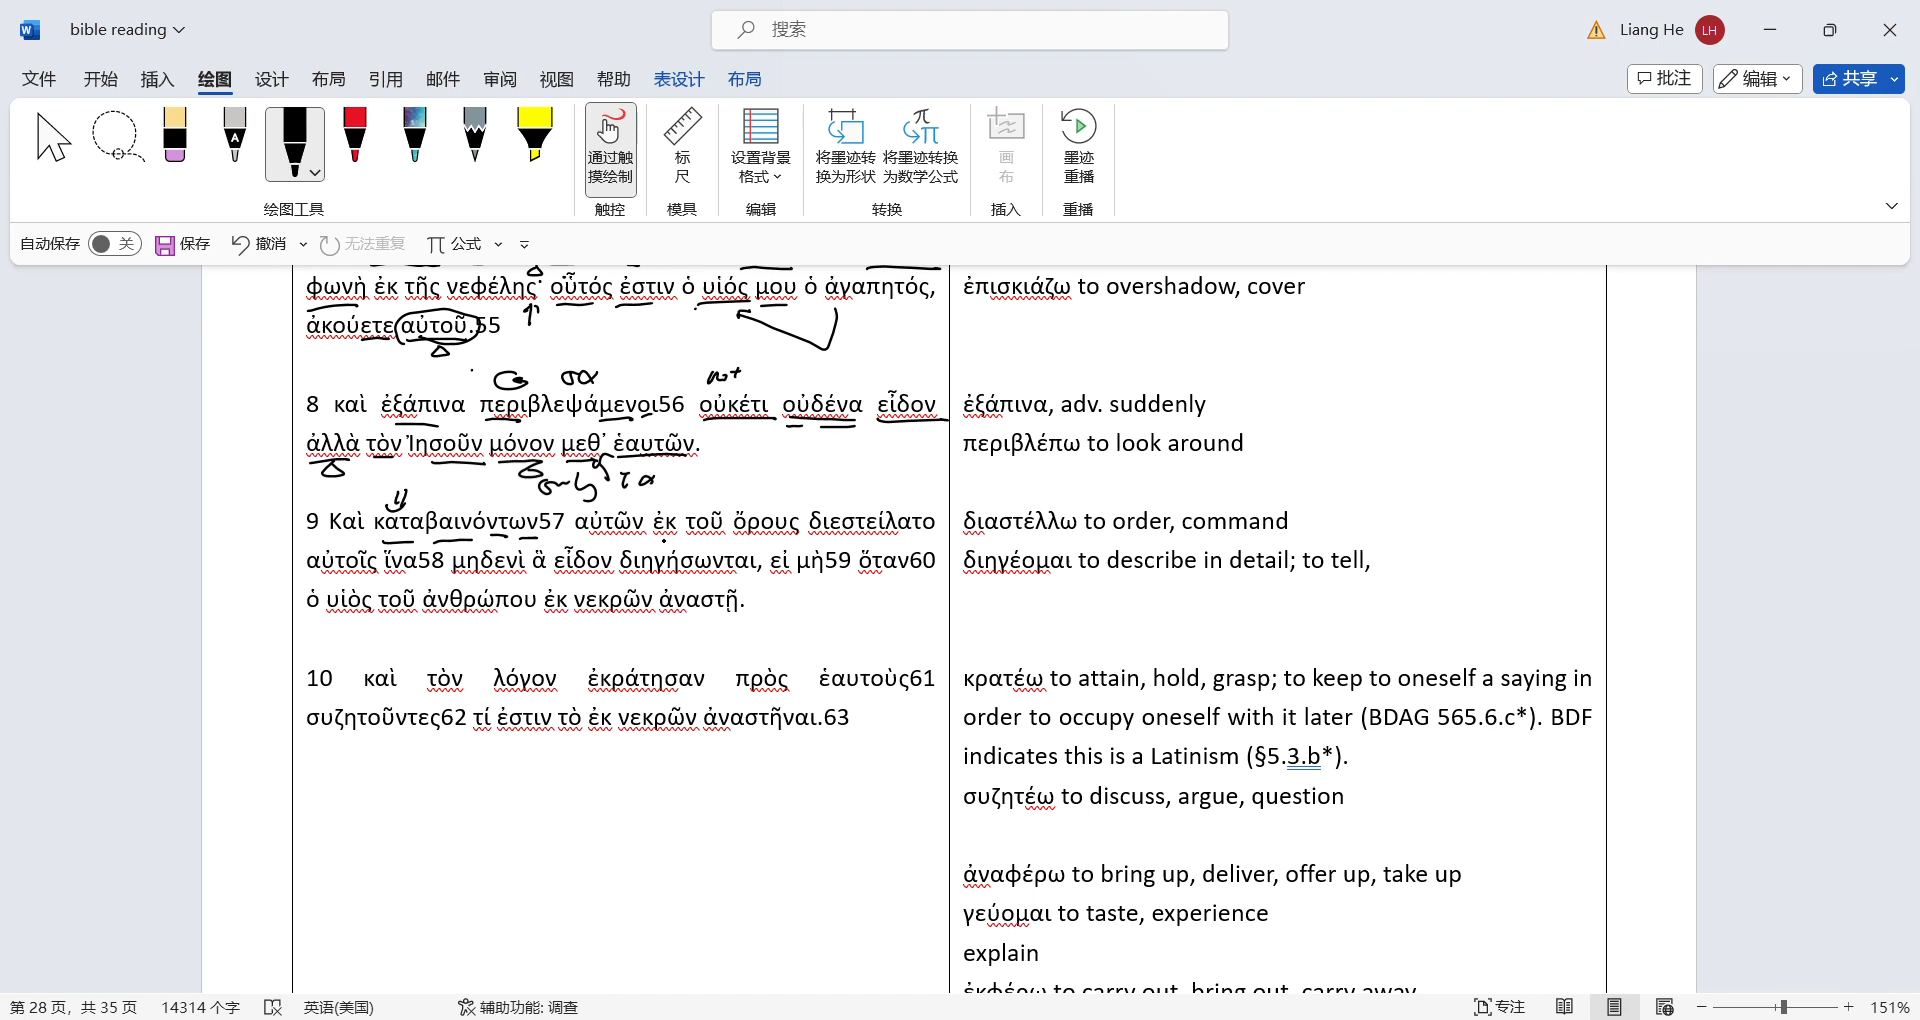 bible reading
搜索
Liang He
LH
文件 开始 插入 绘图 设计 布局 引用 邮件 审阅 视图 帮助 表设计 布局
批注 编辑 共享
通过触摸绘制
标尺
设置背景格式
将墨迹转换为形状
将墨迹转换为数学公式
画布
墨迹重播
绘图工具 触控 模具 编辑 转换 插入 重播
自动保存 关 保存 撤消 无法重复 公式
φωνὴ ἐκ τῆς νεφέλης· οὗτός ἐστιν ὁ υἱός μου ὁ ἀγαπητός,
ἀκούετε αὐτοῦ.55
8 καὶ ἐξάπινα περιβλεψάμενοι56 οὐκέτι οὐδένα εἶδον
ἀλλὰ τὸν Ἰησοῦν μόνον μεθ᾽ ἑαυτῶν.
9 Καὶ καταβαινόντων57 αὐτῶν ἐκ τοῦ ὄρους διεστείλατο
αὐτοῖς ἵνα58 μηδενὶ ἃ εἶδον διηγήσωνται, εἰ μὴ59 ὅταν60
ὁ υἱὸς τοῦ ἀνθρώπου ἐκ νεκρῶν ἀναστῇ.
10 καὶ τὸν λόγον ἐκράτησαν πρὸς ἑαυτοὺς61
συζητοῦντες62 τί ἐστιν τὸ ἐκ νεκρῶν ἀναστῆναι.63
ἐπισκιάζω to overshadow, cover
ἐξάπινα, adv. suddenly
περιβλέπω to look around
διαστέλλω to order, command
διηγέομαι to describe in detail; to tell,
κρατέω to attain, hold, grasp; to keep to oneself a saying in
order to occupy oneself with it later (BDAG 565.6.c*). BDF
indicates this is a Latinism (§5.3.b*).
συζητέω to discuss, argue, question
ἀναφέρω to bring up, deliver, offer up, take up
γεύομαι to taste, experience
explain
ἐκφέρω to carry out, bring out, carry away
第 28 页，共 35 页 14314 个字 英语(美国) 辅助功能: 调查 专注 151%